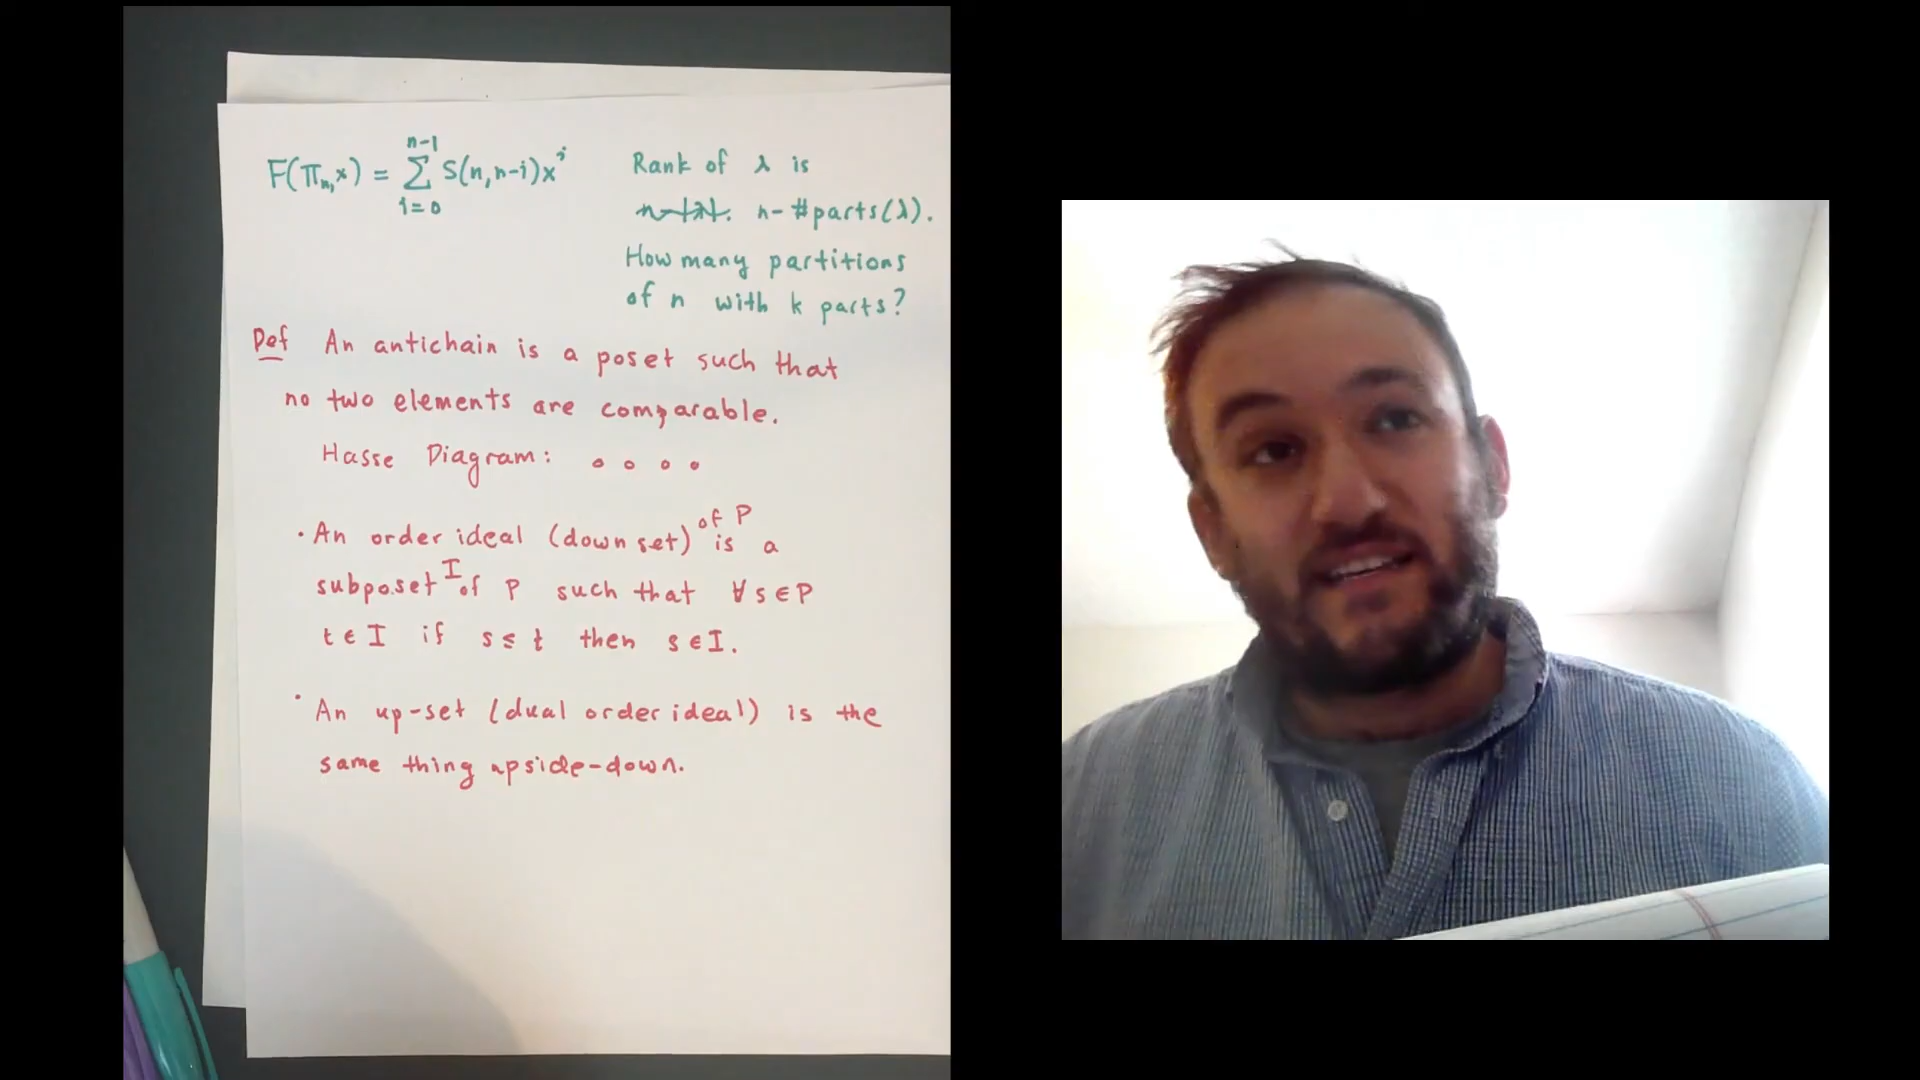 n-1
F(Πn,x) = Σ S(n,n-i)x^i
i=0
Rank of λ is
n-|λ|. n-#parts(λ).
How many partitions
of n with k parts?
Def An antichain is a poset such that
no two elements are comparable.
Hasse Diagram: o o o o
• An order ideal (down set) of P is a
subposet I of P such that ∀ s ∈ P
t ∈ I if s ≤ t then s ∈ I.
• An up-set (dual order ideal) is the
same thing upside-down.